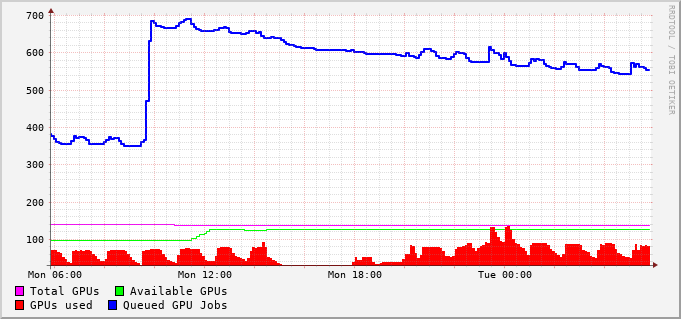 700
600
500
400
300
200
100
Mon 06:00 Mon 12:00 Mon 18:00 Tue 00:00
Total GPUs Available GPUs
GPUs used Queued GPU Jobs
RRDTOOL / TOBI OETIKER